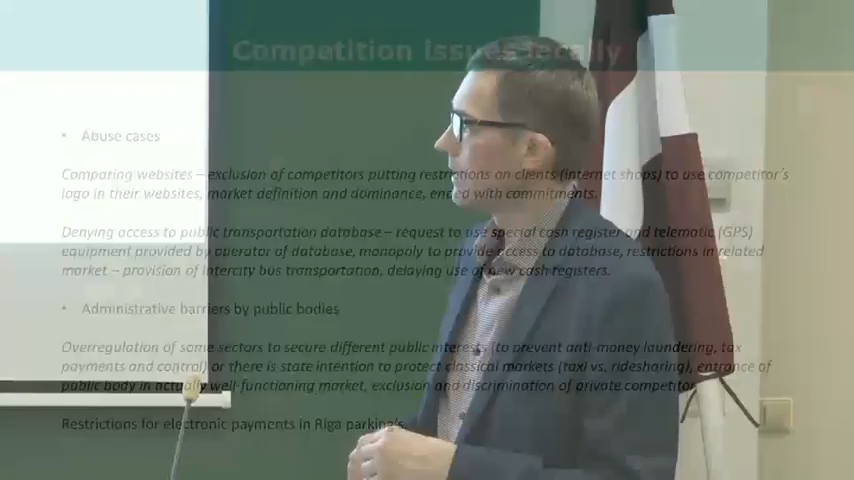 Competition issues locally
• Abuse cases
Comparing websites – exclusion of competitors putting restrictions on clients (internet shops) to use competitor´s
logo in their websites, market definition and dominance, ended with commitments.
Denying access to public transportation database – request to use special cash register and telematic (GPS)
equipment provided by operator of database, monopoly to provide access to database, restrictions in related
market – provision of intercity bus transportation, delaying use of new cash registers.
• Administrative barriers by public bodies
Overregulation of some sectors to secure different public interests (to prevent anti-money laundering, tax
payments and control) or there is state intention to protect classical markets (taxi vs. ridesharing), entrance of
public body in actually well-functioning market, exclusion and discrimination of private competitor.
Restrictions for electronic payments in Riga parking's.